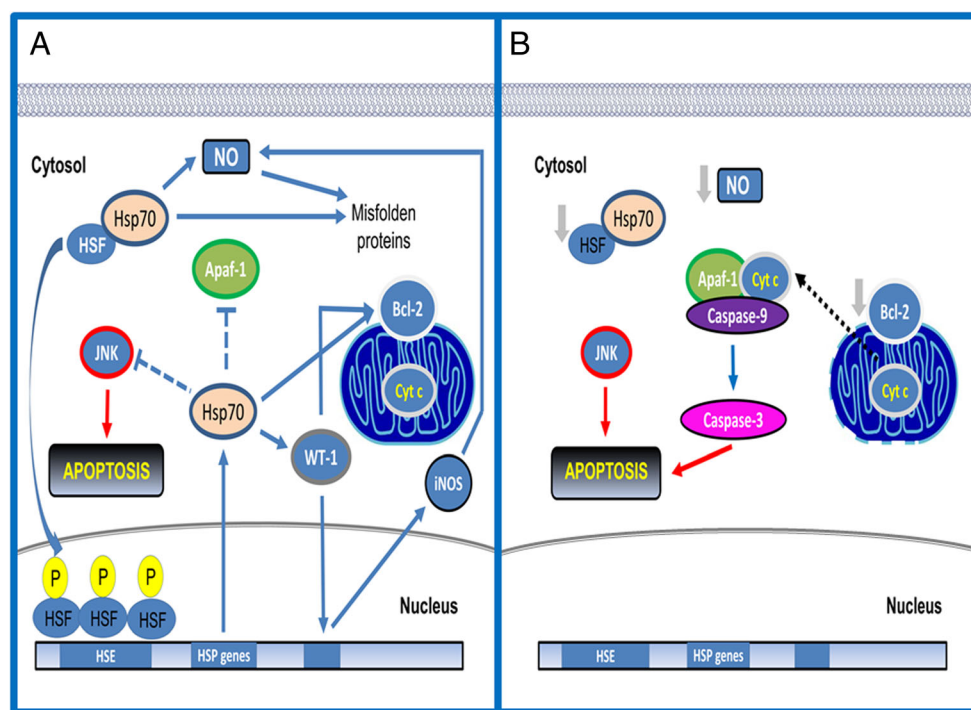 A
Cytosol
NO
Hsp70
HSF
Misfolden
proteins
Apaf-1
Bcl-2
JNK
Cyt c
Hsp70
WT-1
APOPTOSIS
iNOS
P
P
P
HSF
HSF
HSF
Nucleus
HSE
HSP genes
B
Cytosol
NO
Hsp70
HSF
Apaf-1
Cyt c
Bcl-2
Caspase-9
JNK
Cyt c
Caspase-3
APOPTOSIS
Nucleus
HSE
HSP genes